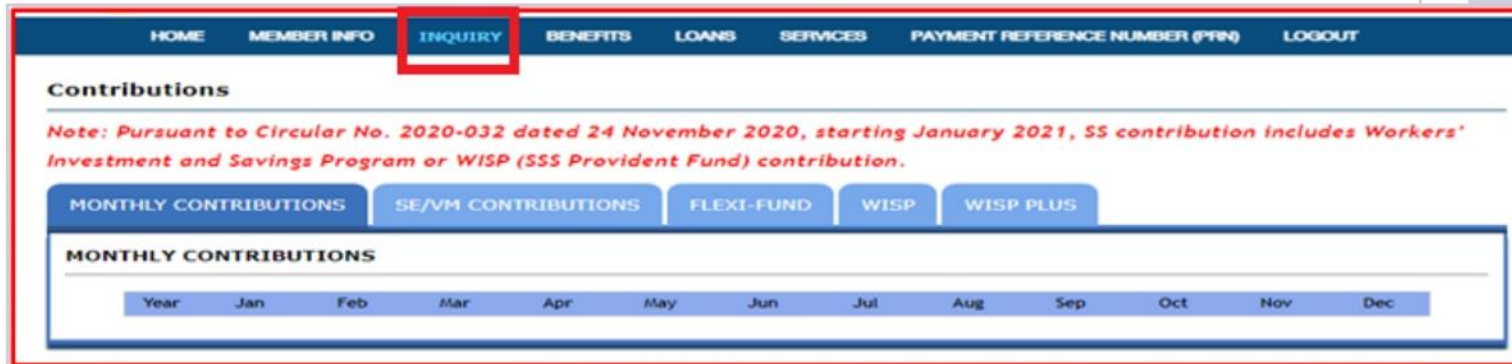 HOME MEMBER INFO INQUIRY BENEFITS LOANS SERVICES PAYMENT REFERENCE NUMBER (PRN) LOGOUT
Contributions
Note: Pursuant to Circular No. 2020-032 dated 24 November 2020, starting January 2021, SS contribution includes Workers'
Investment and Savings Program or WISP (SSS Provident Fund) contribution.
MONTHLY CONTRIBUTIONS SE/VM CONTRIBUTIONS FLEXI-FUND WISP WISP PLUS
MONTHLY CONTRIBUTIONS
Year Jan Feb Mar Apr May Jun Jul Aug Sep Oct Nov Dec